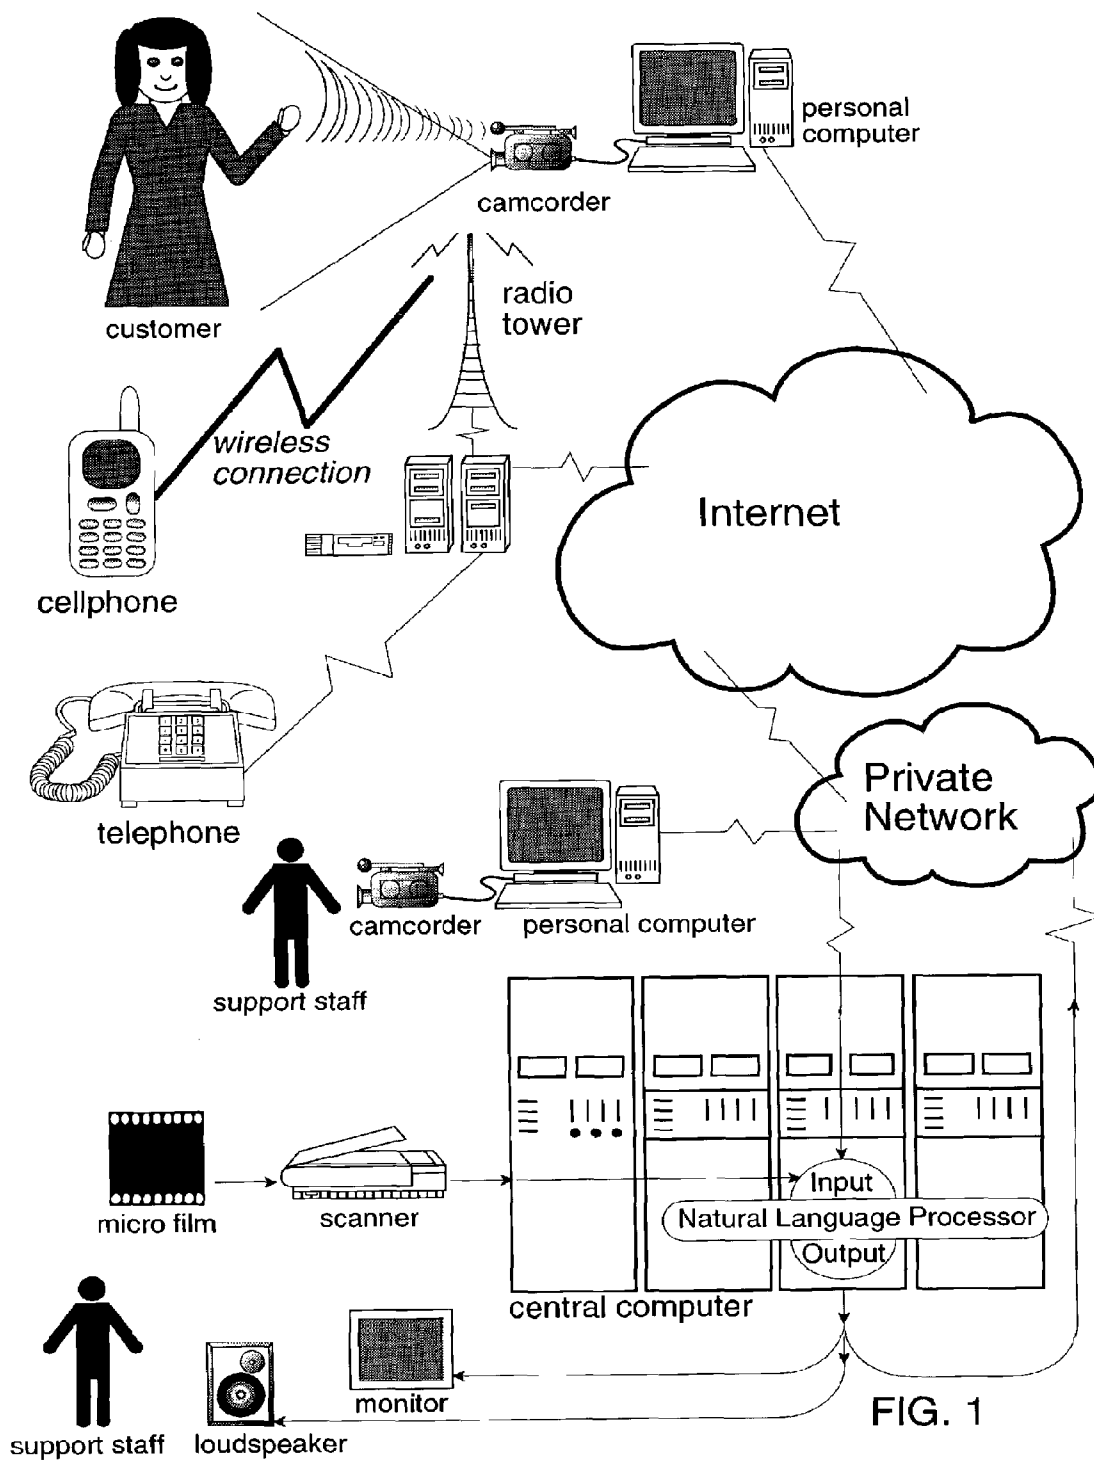 personal
computer
camcorder
customer
radio
tower
wireless
connection
Internet
cellphone
telephone
Private
Network
camcorder
personal computer
support staff
micro film
scanner
Input
Natural Language Processor
Output
central computer
monitor
FIG. 1
support staff
loudspeaker